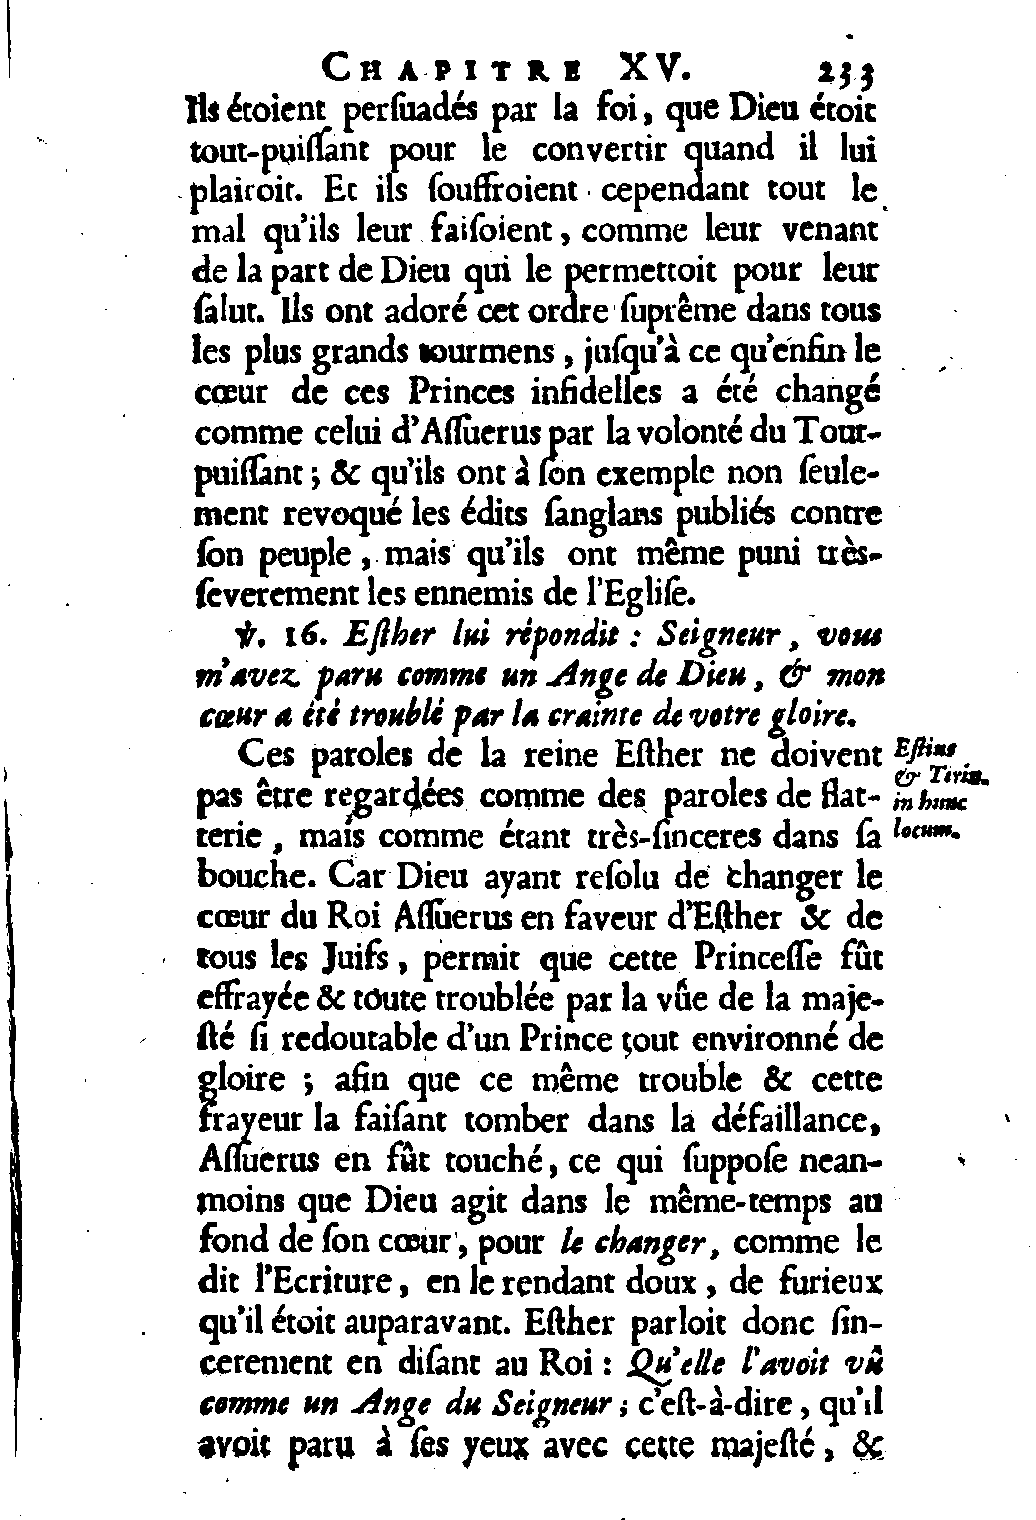 CHAPITRE XV. 233
Ils étoient perſuadés par la foi, que Dieu étoit
tout-puiſſant pour le convertir quand il lui
plairoit. Et ils ſouffroient cependant tout le
mal qu'ils leur faiſoient, comme leur venant
de la part de Dieu qui le permettoit pour leur
ſalut. Ils ont adoré cet ordre ſuprême dans tous
les plus grands tourmens, juſqu'à ce qu'enfin le
cœur de ces Princes infidelles a été changé
comme celui d'Aſſuerus par la volonté du Tout-
puiſſant; & qu'ils ont à ſon exemple non ſeule-
ment revoqué les édits ſanglans publiés contre
ſon peuple, mais qu'ils ont même puni très-
ſeverement les ennemis de l'Egliſe.
℣. 16. Eſther lui répondit : Seigneur, vous
m'avez paru comme un Ange de Dieu, & mon
cœur a été troublé par la crainte de votre gloire.
Ces paroles de la reine Eſther ne doivent
pas être regardées comme des paroles de flat-
terie, mais comme étant très-ſinceres dans ſa
bouche. Car Dieu ayant reſolu de changer le
cœur du Roi Aſſuerus en faveur d'Eſther & de
tous les Juifs, permit que cette Princeſſe fût
effrayée & toute troublée par la vûe de la maje-
ſté ſi redoutable d'un Prince tout environné de
gloire ; afin que ce même trouble & cette
frayeur la faiſant tomber dans la défaillance,
Aſſuerus en fût touché, ce qui ſuppoſe nean-
moins que Dieu agit dans le même-temps au
fond de ſon cœur, pour le changer, comme le
dit l'Ecriture, en le rendant doux, de furieux
qu'il étoit auparavant. Eſther parloit donc ſin-
cerement en diſant au Roi : Qu'elle l'avoit vû
comme un Ange du Seigneur; c'eſt-à-dire, qu'il
avoit paru à ſes yeux avec cette majeſté, &
Eſtius
& Tirin.
in hunc
locum.